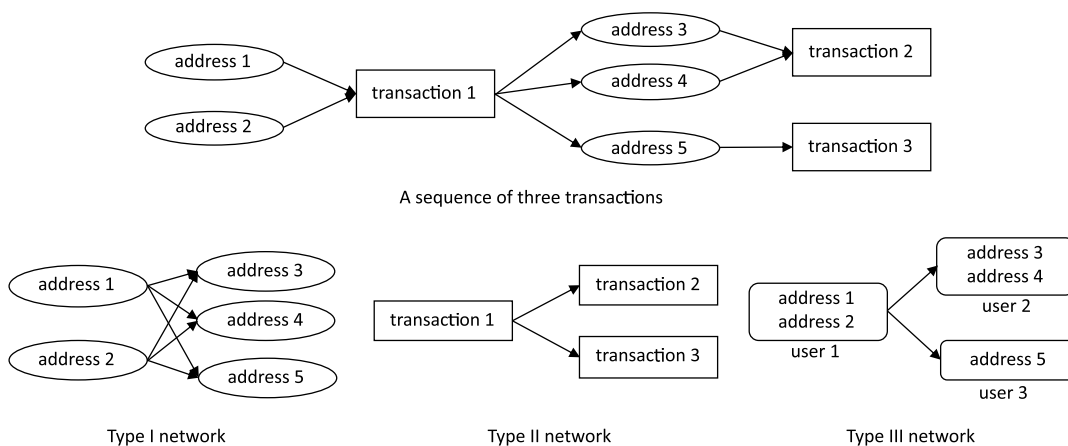 address 1
address 2
transaction 1
address 3
address 4
address 5
transaction 2
transaction 3
A sequence of three transactions
address 1
address 2
address 3
address 4
address 5
Type I network
transaction 1
transaction 2
transaction 3
Type II network
address 1
address 2
user 1
address 3
address 4
user 2
address 5
user 3
Type III network